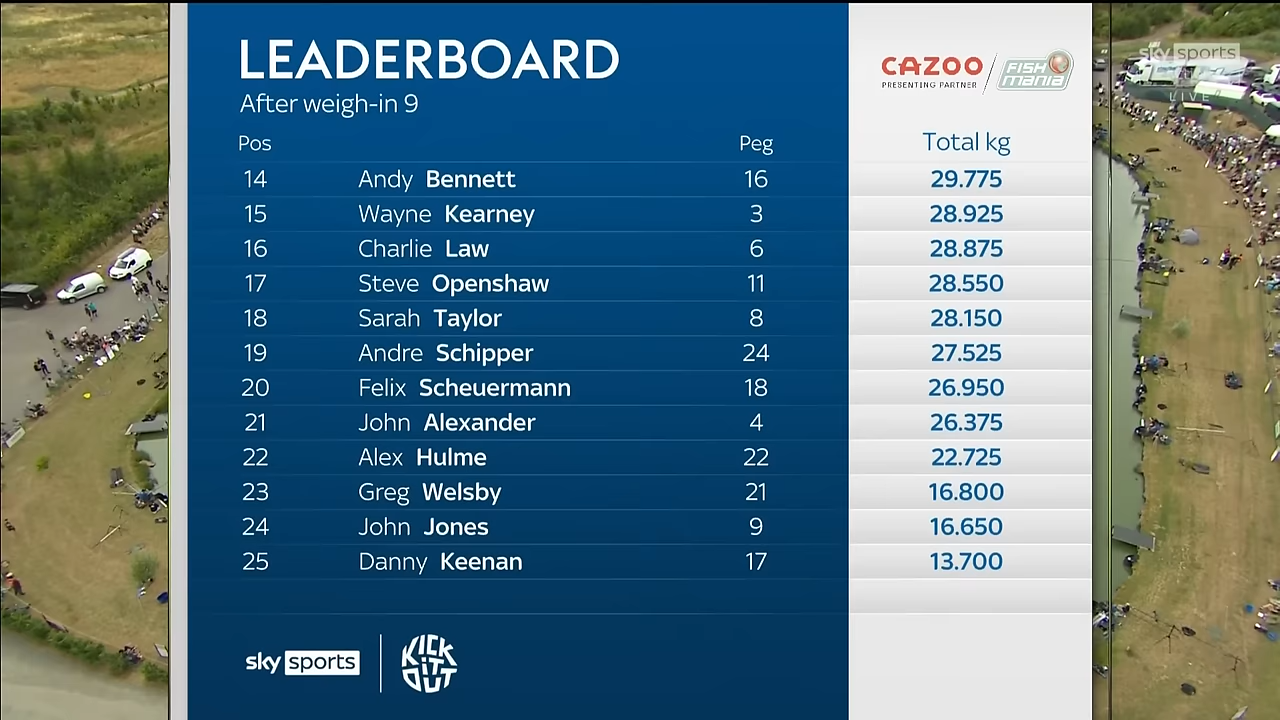 LEADERBOARD
After weigh-in 9
CAZOO
PRESENTING PARTNER
FISH
MANIA
sky sports
LIVE
Pos Peg Total kg
14 Andy Bennett 16 29.775
15 Wayne Kearney 3 28.925
16 Charlie Law 6 28.875
17 Steve Openshaw 11 28.550
18 Sarah Taylor 8 28.150
19 Andre Schipper 24 27.525
20 Felix Scheuermann 18 26.950
21 John Alexander 4 26.375
22 Alex Hulme 22 22.725
23 Greg Welsby 21 16.800
24 John Jones 9 16.650
25 Danny Keenan 17 13.700
sky sports
KICK
IT
OUT